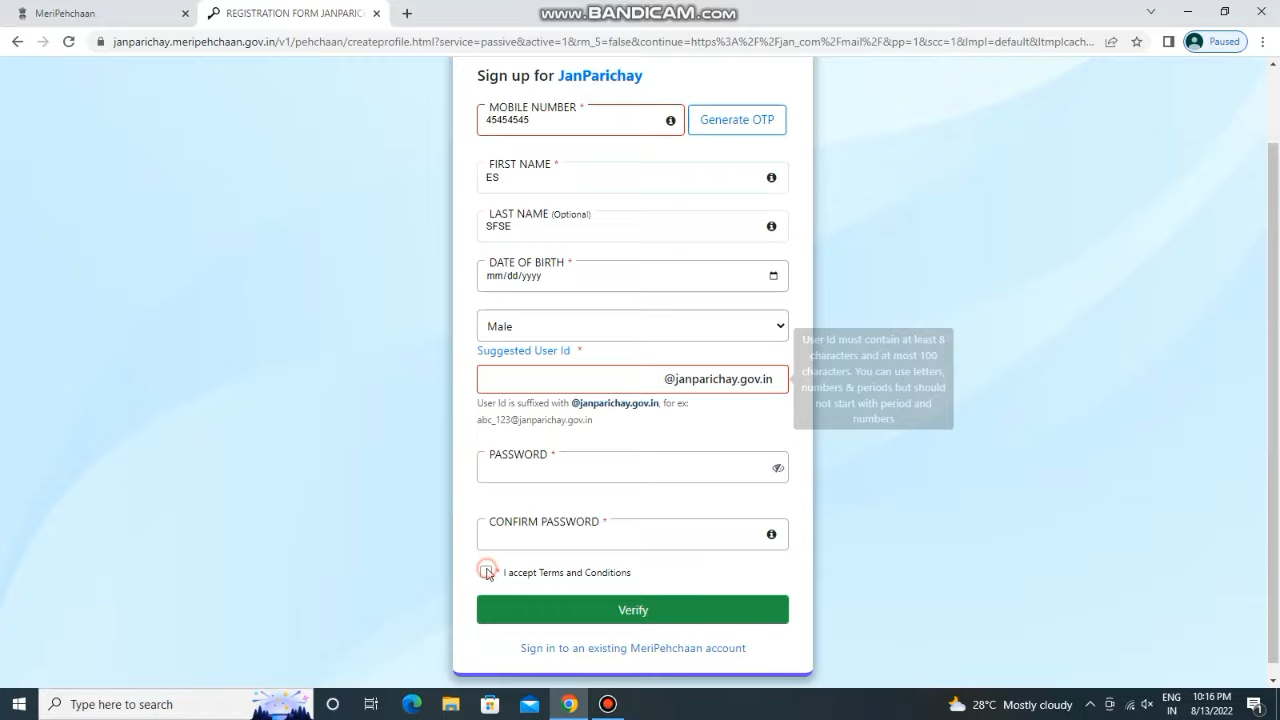 www.BANDICAM.com
MeriPehchaan
REGISTRATION FORM JANPARIC
janparichay.meripehchaan.gov.in/v1/pehchaan/createprofile.html?service=passive&active=1&rm_5=false&continue=https%3A%2F%2Fjan_com%2Fmail%2F&pp=1&scc=1&lmpl=default&ltmplcach...
Paused
Sign up for JanParichay
MOBILE NUMBER *
45454545
Generate OTP
FIRST NAME *
ES
LAST NAME (Optional)
SFSE
DATE OF BIRTH *
mm/dd/yyyy
Male
Suggested User Id *
@janparichay.gov.in
User Id must contain at least 8
characters and at most 100
characters. You can use letters,
numbers & periods but should
not start with period and
numbers
User Id is suffixed with @janparichay.gov.in, for ex:
abc_123@janparichay.gov.in
PASSWORD *
CONFIRM PASSWORD *
I accept Terms and Conditions
Verify
Sign in to an existing MeriPehchaan account
Type here to search
28°C Mostly cloudy
ENG
IN
10:16 PM
8/13/2022
1